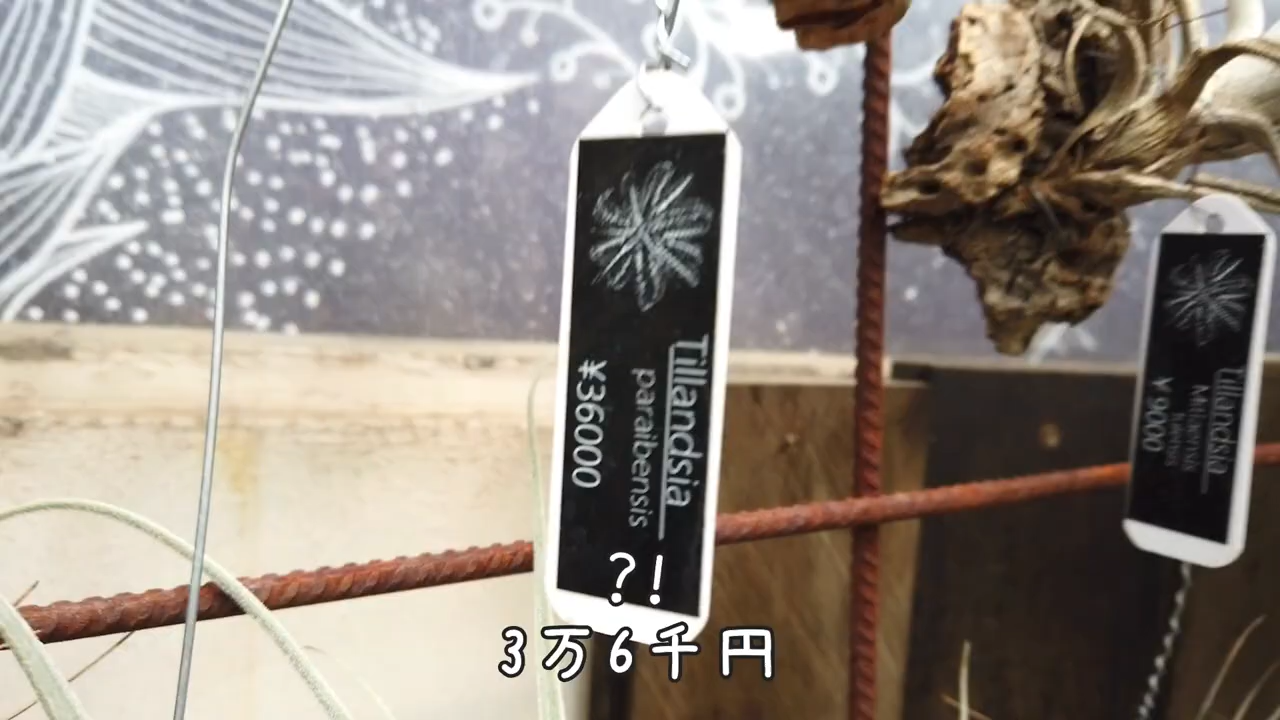 Tillandsia
paraibensis
¥36000
Tillandsia
¥9000
?!
3万6千円